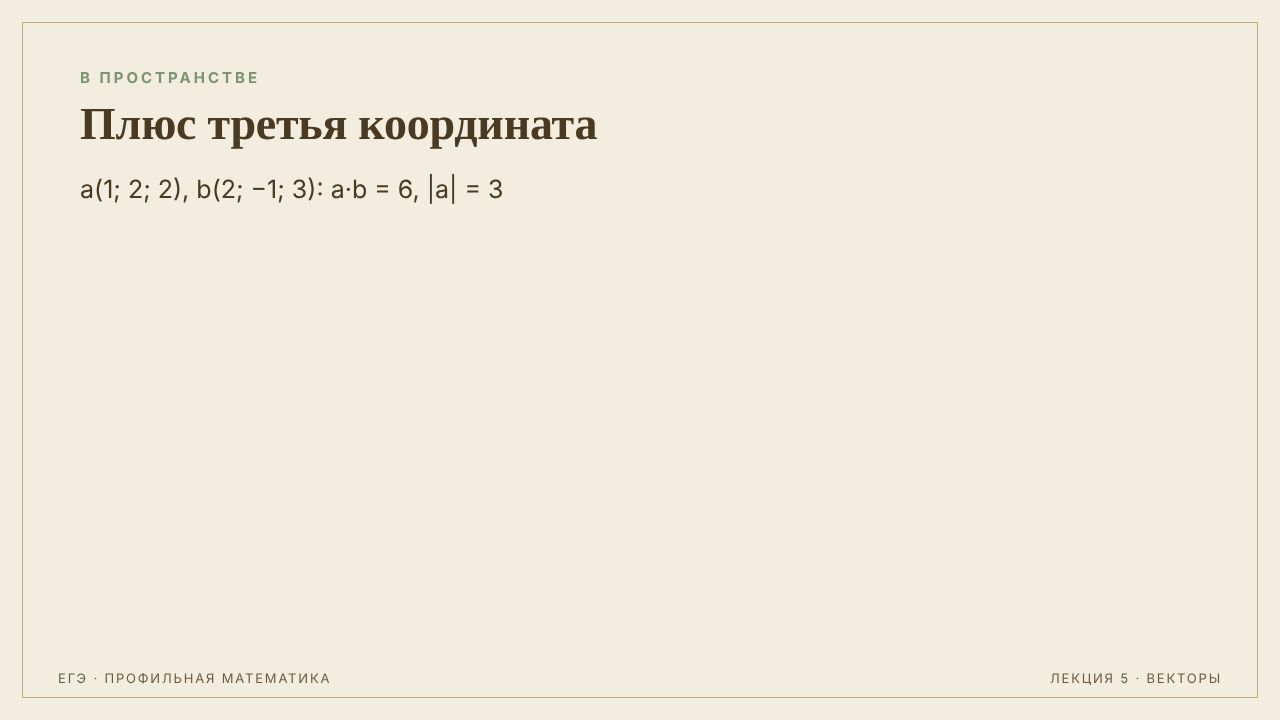 В ПРОСТРАНСТВЕ
Плюс третья координата
a(1; 2; 2), b(2; −1; 3): a·b = 6, |a| = 3
ЕГЭ · ПРОФИЛЬНАЯ МАТЕМАТИКА
ЛЕКЦИЯ 5 · ВЕКТОРЫ